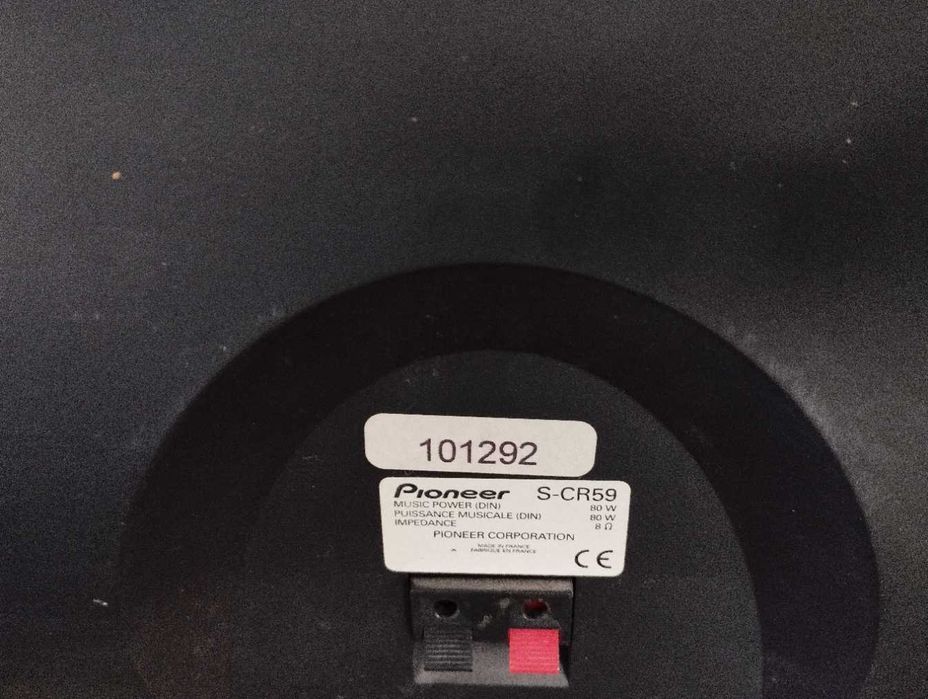 101292
Pioneer S-CR59
MUSIC POWER (DIN) 80 W
PUISSANCE MUSICALE (DIN) 80 W
IMPEDANCE 8 Ω
PIONEER CORPORATION
MADE IN FRANCE
FABRIQUE EN FRANCE
CE